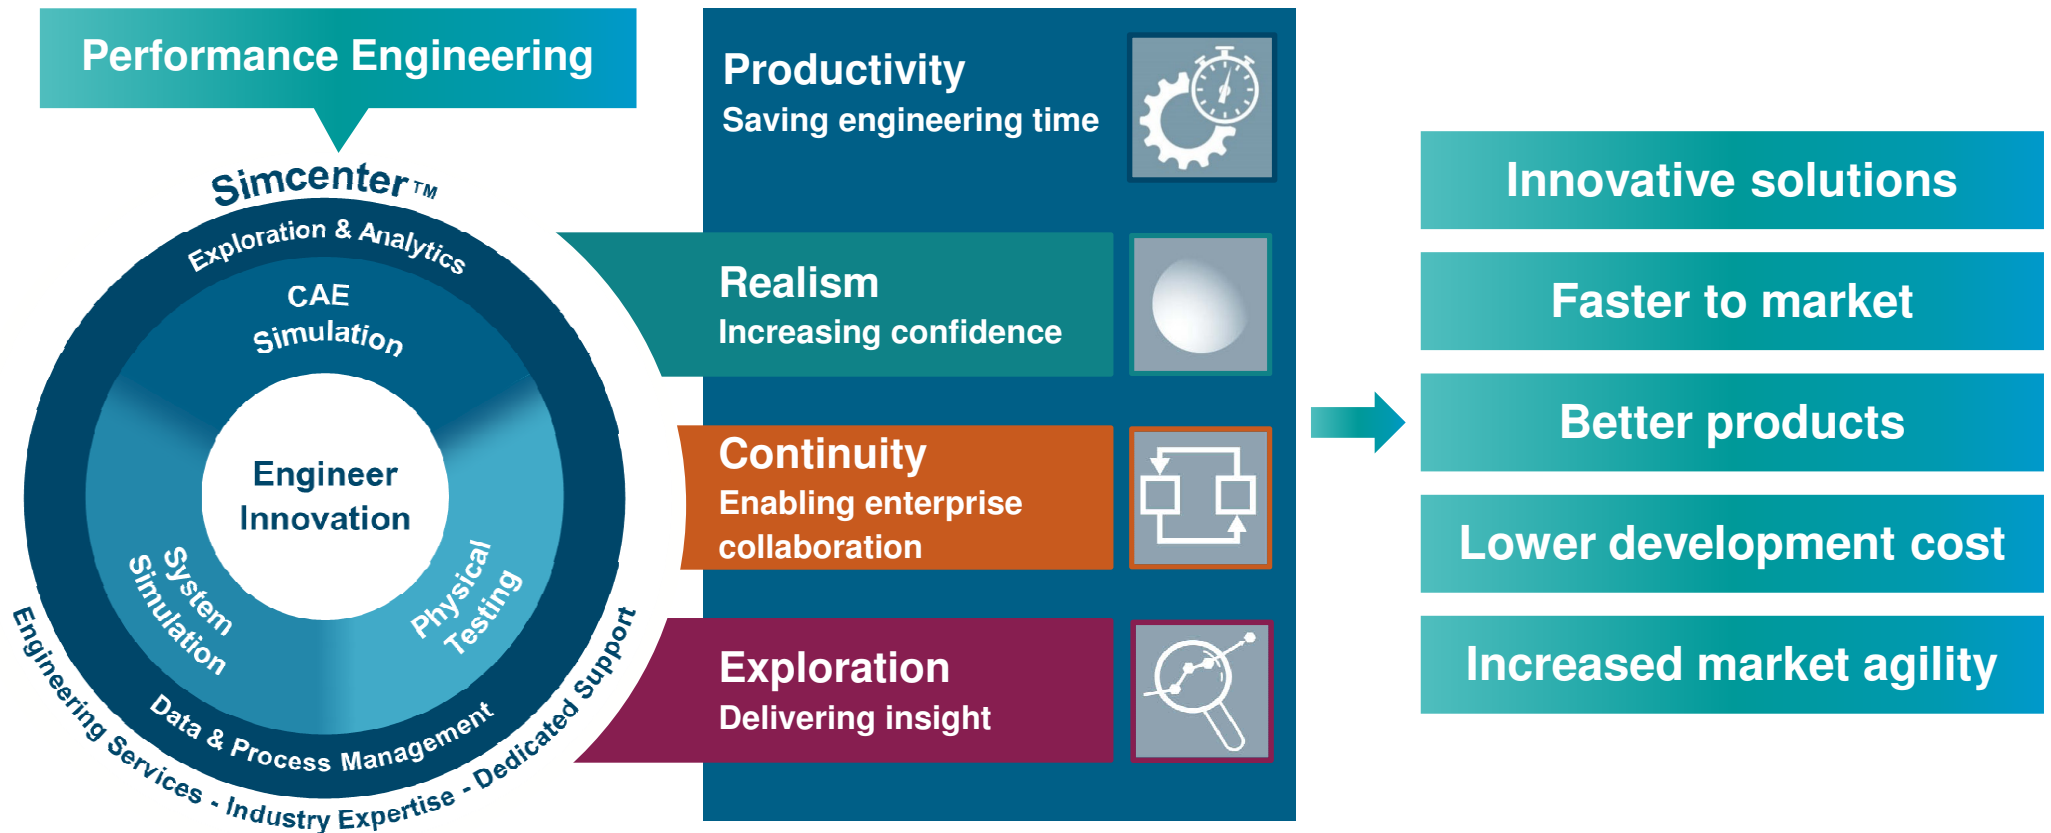 Performance Engineering
Simcenter™
Exploration & Analytics
CAE
Simulation
Engineer
Innovation
System
Simulation
Physical
Testing
Data & Process Management
Engineering Services - Industry Expertise - Dedicated Support
Productivity
Saving engineering time
Realism
Increasing confidence
Continuity
Enabling enterprise
collaboration
Exploration
Delivering insight
Innovative solutions
Faster to market
Better products
Lower development cost
Increased market agility